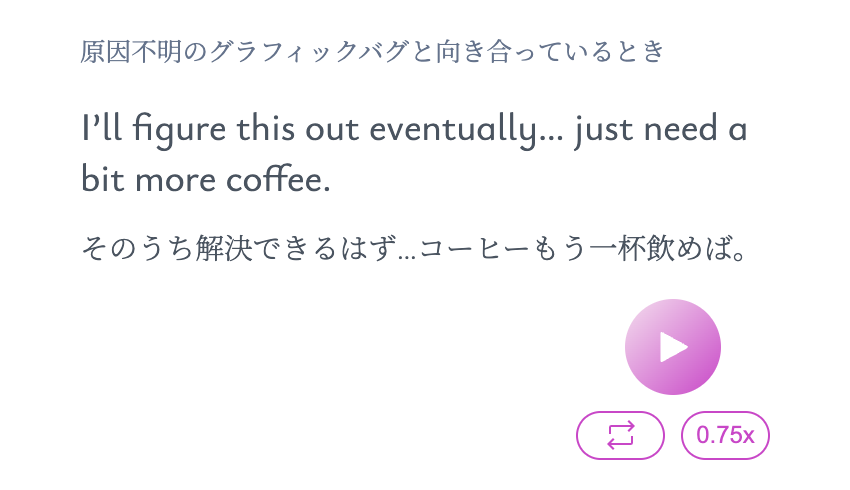 原因不明のグラフィックバグと向き合っているとき
I'll figure this out eventually... just need a
bit more coffee.
そのうち解決できるはず...コーヒーもう一杯飲めば。
0.75x